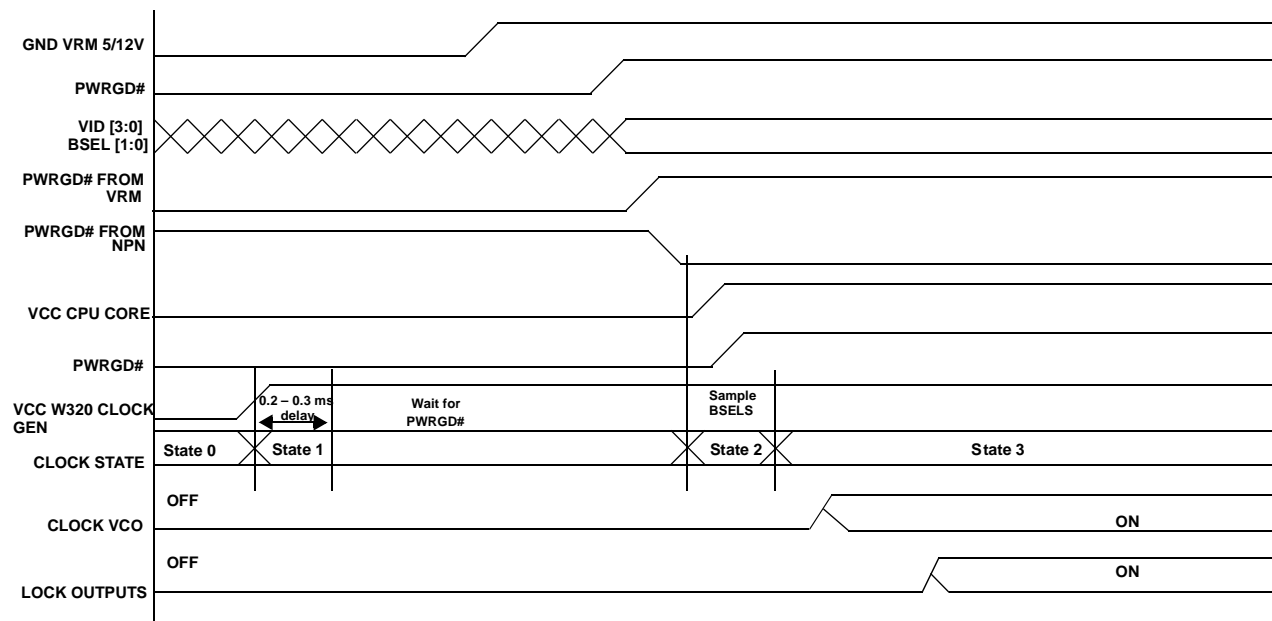 GND VRM 5/12V
PWRGD#
VID [3:0]
BSEL [1:0]
PWRGD# FROM
VRM
PWRGD# FROM
NPN
VCC CPU CORE
PWRGD#
VCC W320 CLOCK
GEN
0.2 – 0.3 ms
delay
Wait for
PWRGD#
Sample
BSELS
CLOCK STATE
State 0
State 1
State 2
State 3
OFF
CLOCK VCO
ON
OFF
LOCK OUTPUTS
ON